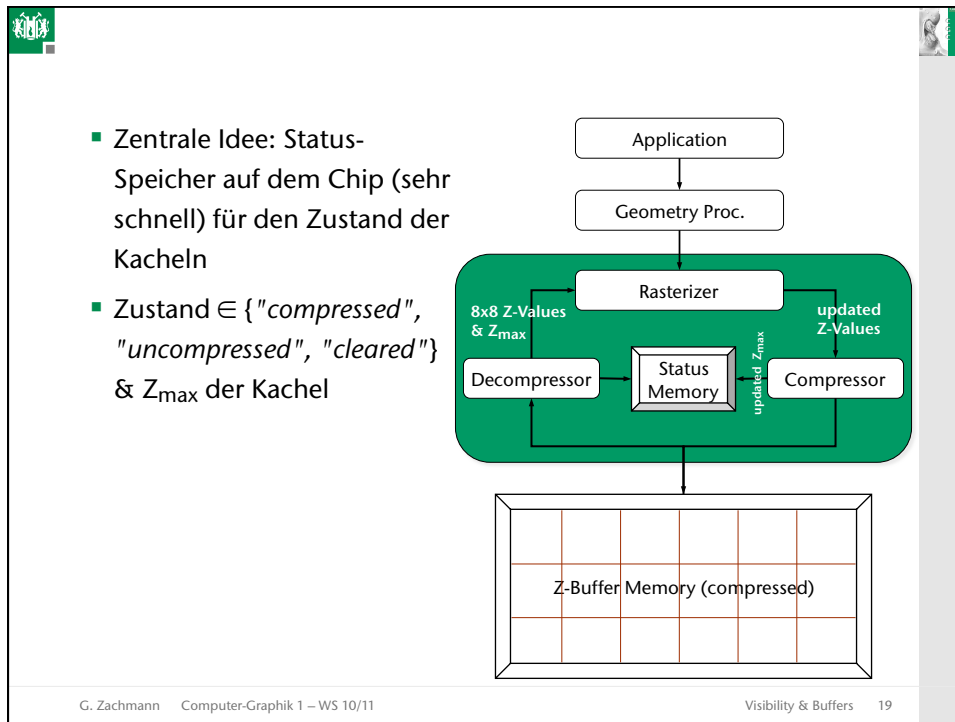 Zentrale Idee: Status-
Speicher auf dem Chip (sehr
schnell) für den Zustand der
Kacheln
Zustand ∈ {"compressed",
"uncompressed", "cleared"}
& Zmax der Kachel
Application
Geometry Proc.
Rasterizer
8x8 Z-Values
& Zmax
updated
Z-Values
Decompressor
Status
Memory
updated Zmax
Compressor
Z-Buffer Memory (compressed)
G. Zachmann Computer-Graphik 1 – WS 10/11
Visibility & Buffers 19